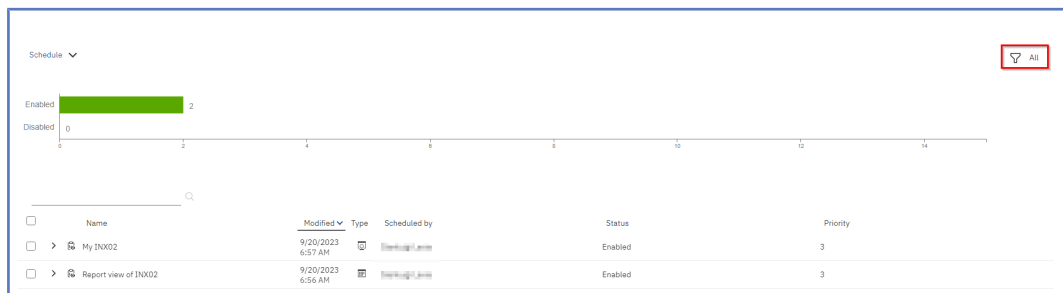 Schedule
All
Enabled 2
Disabled 0
0 2 4 6 8 10 12 14
Name Modified Type Scheduled by Status Priority
My INX02 9/20/2023 6:57 AM Enabled 3
Report view of INX02 9/20/2023 6:56 AM Enabled 3